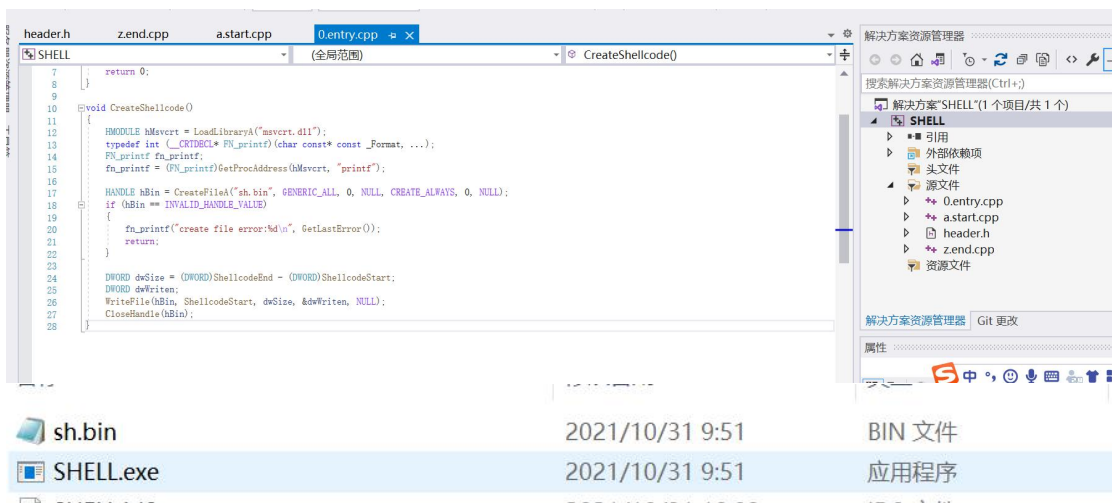 header.h z.end.cpp a.start.cpp 0.entry.cpp
SHELL (全局范围) CreateShellcode()
7 return 0;
8 }
9
10 void CreateShellcode()
11 {
12 HMODULE hMsvcrt = LoadLibraryA("msvcrt.dll");
13 typedef int (__CRTDECL* FN_printf)(char const* const _Format, ...);
14 FN_printf fn_printf;
15 fn_printf = (FN_printf)GetProcAddress(hMsvcrt, "printf");
16
17 HANDLE hBin = CreateFileA("sh.bin", GENERIC_ALL, 0, NULL, CREATE_ALWAYS, 0, NULL);
18 if (hBin == INVALID_HANDLE_VALUE)
19 {
20 fn_printf("create file error:%d\n", GetLastError());
21 return;
22 }
23
24 DWORD dwSize = (DWORD)ShellcodeEnd - (DWORD)ShellcodeStart;
25 DWORD dwWriten;
26 WriteFile(hBin, ShellcodeStart, dwSize, &dwWriten, NULL);
27 CloseHandle(hBin);
28 }
解决方案资源管理器
搜索解决方案资源管理器(Ctrl+;)
解决方案"SHELL"(1 个项目/共 1 个)
SHELL
引用
外部依赖项
头文件
源文件
0.entry.cpp
a.start.cpp
header.h
z.end.cpp
资源文件
解决方案资源管理器 Git 更改
属性
中
sh.bin 2021/10/31 9:51 BIN 文件
SHELL.exe 2021/10/31 9:51 应用程序